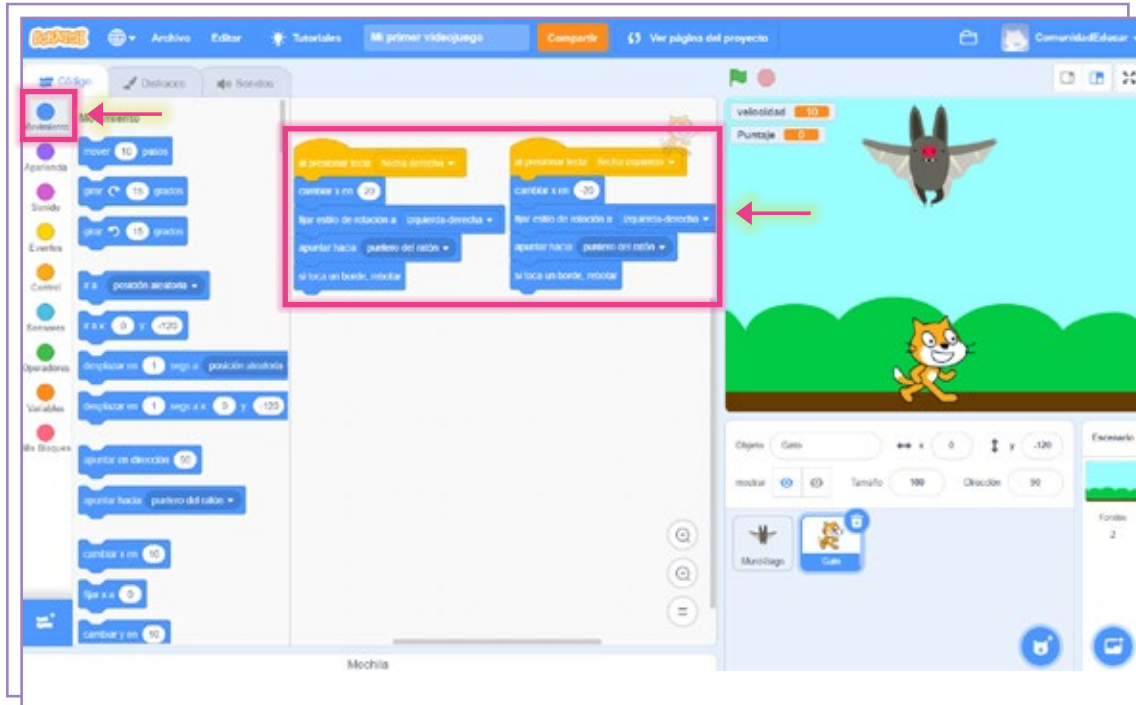 SCRATCH Archivo Editar Tutoriales Mi primer videojuego Compartir Ver página del proyecto ComunidadEducar
Código Disfraces Sonidos
Movimiento
Movimiento
mover 10 pasos
Apariencia
girar 15 grados
Sonido
girar 15 grados
Eventos
Control
ir a posición aleatoria
Sensores
ir a x: 0 y -120
Operadores
deslizar en 1 segs a posición aleatoria
Variables
deslizar en 1 segs a x 0 y -120
Mis Bloques
apuntar en dirección 90
apuntar hacia puntero del ratón
cambiar x en 10
fijar x a 0
cambiar y en 10
al presionar tecla flecha derecha
cambiar x en 20
fijar estilo de rotación a izquierda-derecha
apuntar hacia puntero del ratón
si toca un borde, rebotar
al presionar tecla flecha izquierda
cambiar x en -20
fijar estilo de rotación a izquierda-derecha
apuntar hacia puntero del ratón
si toca un borde, rebotar
Mochila
velocidad 10
Puntaje 0
Objeto Gato x 0 y -120
mostrar Tamaño 100 Dirección 90
Murciélago
Gato
Escenario
Fondos
2